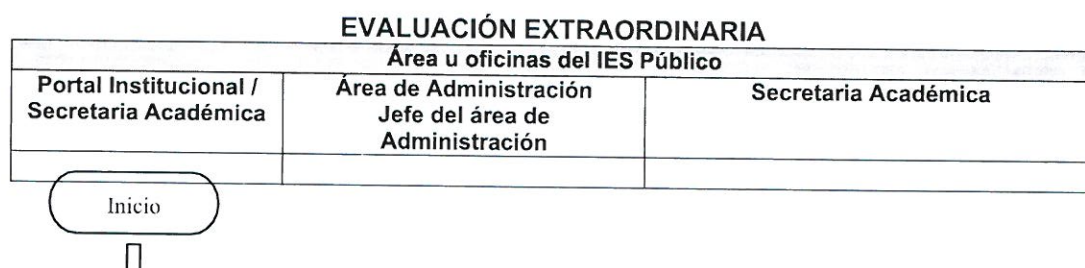 EVALUACIÓN EXTRAORDINARIA
Área u oficinas del IES Público
Portal Institucional /
Secretaria Académica
Área de Administración
Jefe del área de
Administración
Secretaria Académica
Inicio